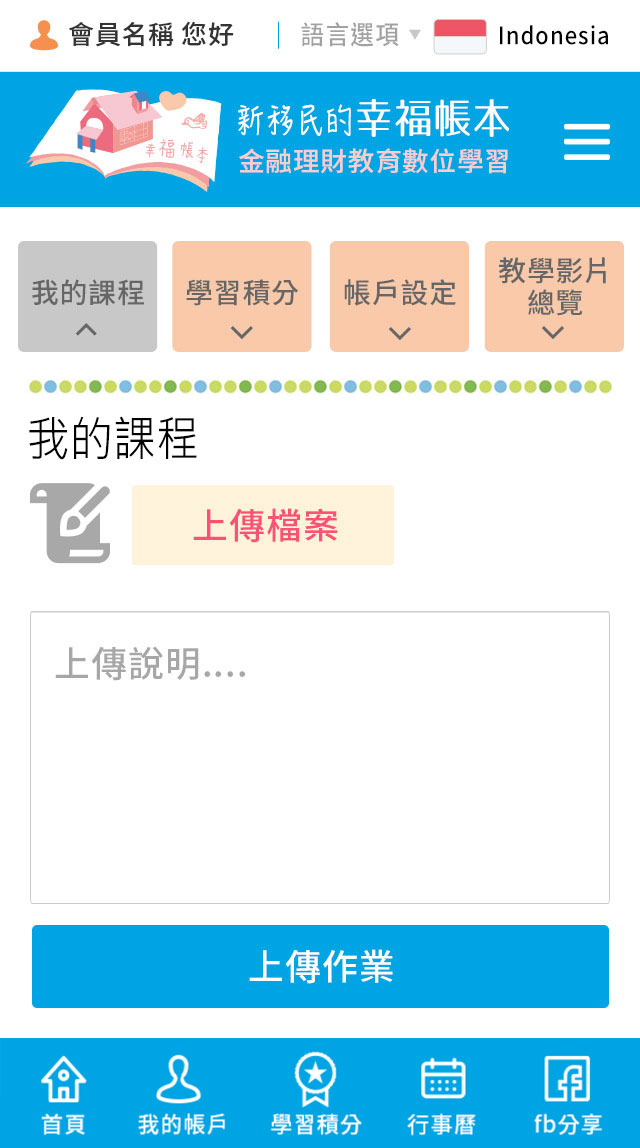 會員名稱 您好
語言選項
Indonesia
幸福帳本
新移民的幸福帳本
金融理財教育數位學習
我的課程
學習積分
帳戶設定
教學影片
總覽
我的課程
上傳檔案
上傳說明....
上傳作業
首頁
我的帳戶
學習積分
行事曆
fb分享